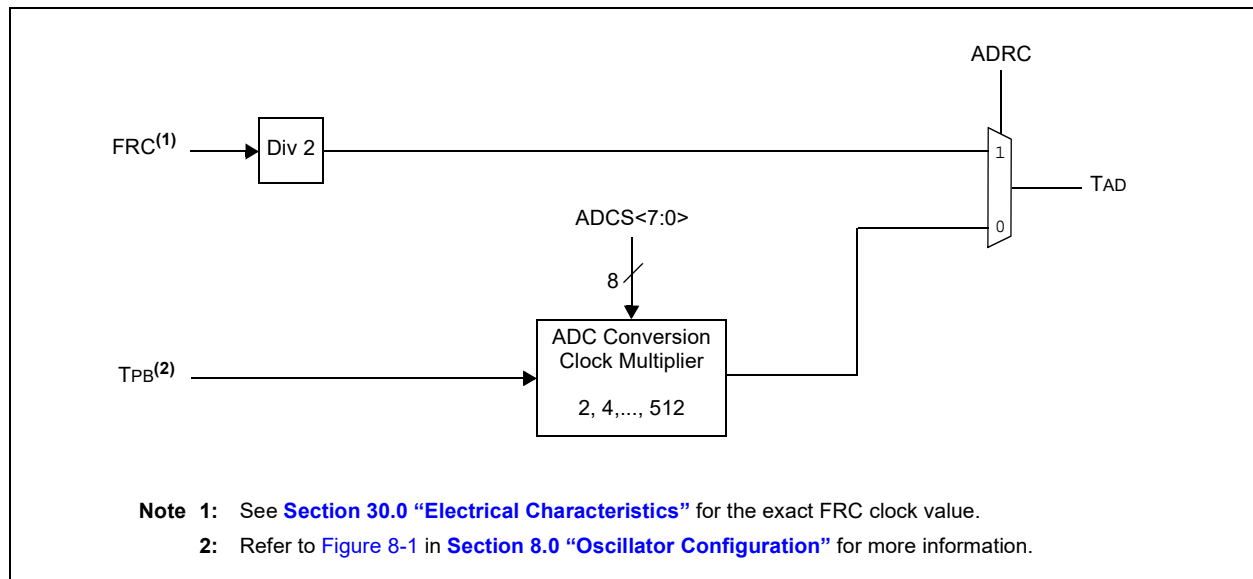 ADRC
FRC(1)
Div 2
1
TAD
ADCS<7:0>
0
8
ADC Conversion
Clock Multiplier
TPB(2)
2, 4,..., 512
Note 1: See Section 30.0 “Electrical Characteristics” for the exact FRC clock value.
2: Refer to Figure 8-1 in Section 8.0 “Oscillator Configuration” for more information.